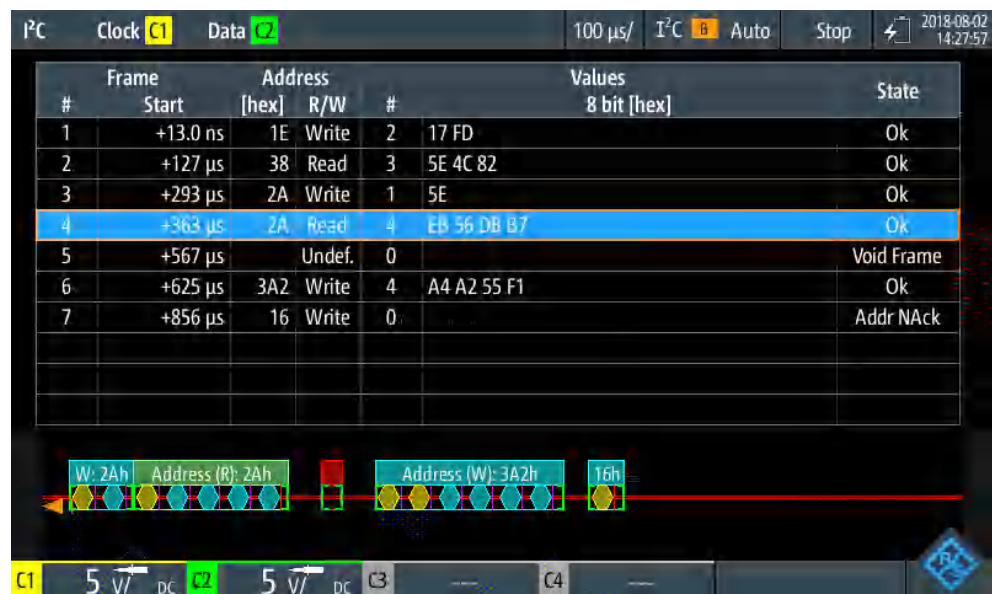 I²C Clock C1 Data C2 100 µs/ I²C B Auto Stop 2018-08-02
14:27:57
Frame Address Values State
# Start [hex] R/W # 8 bit [hex]
1 +13.0 ns 1E Write 2 17 FD Ok
2 +127 µs 38 Read 3 5E 4C 82 Ok
3 +293 µs 2A Write 1 5E Ok
4 +363 µs 2A Read 4 EB 56 DB B7 Ok
5 +567 µs Undef. 0 Void Frame
6 +625 µs 3A2 Write 4 A4 A2 55 F1 Ok
7 +856 µs 16 Write 0 Addr NAck
W: 2Ah Address (R): 2Ah Address (W): 3A2h 16h
C1 5 V/ DC C2 5 V/ DC C3 --- C4 ---
R&S